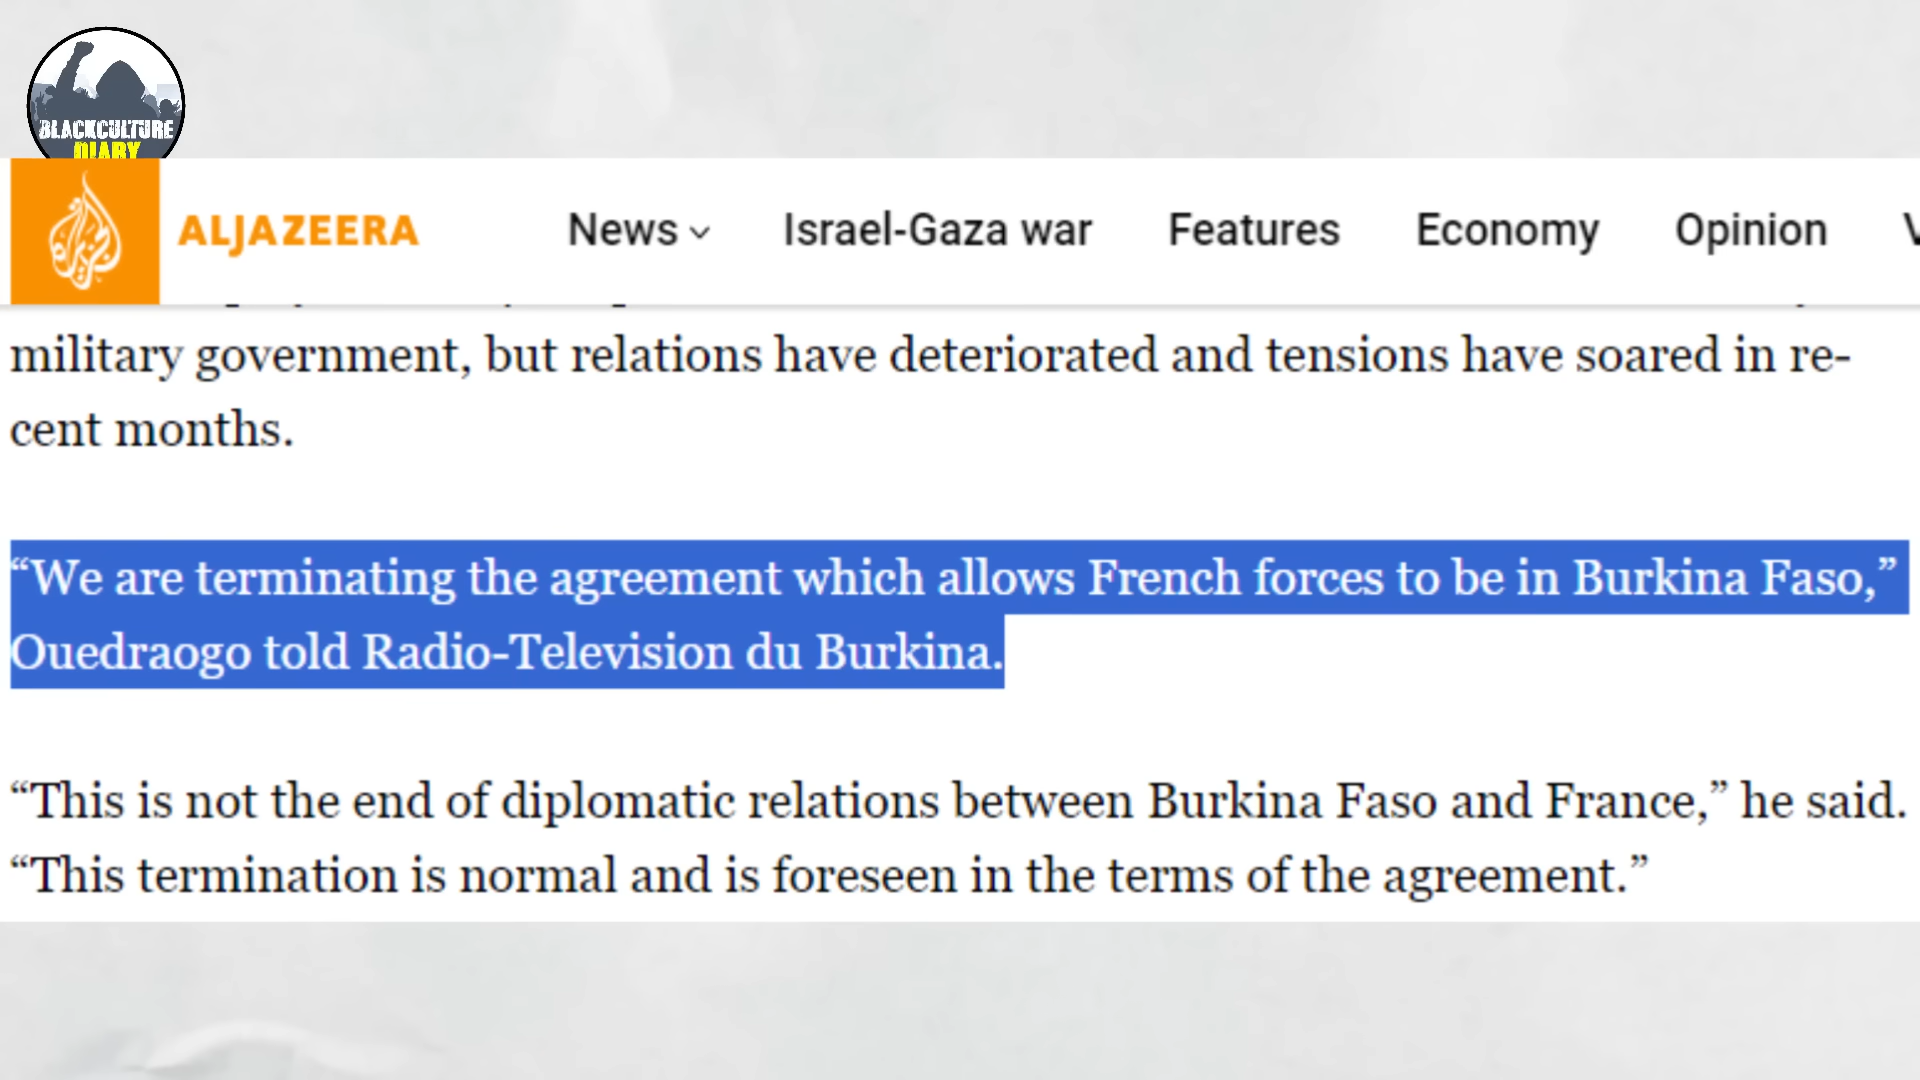 BLACKCULTURE
DIARY
ALJAZEERA News Israel-Gaza war Features Economy Opinion
military government, but relations have deteriorated and tensions have soared in re-
cent months.
“We are terminating the agreement which allows French forces to be in Burkina Faso,”
Ouedraogo told Radio-Television du Burkina.
“This is not the end of diplomatic relations between Burkina Faso and France,” he said.
“This termination is normal and is foreseen in the terms of the agreement.”